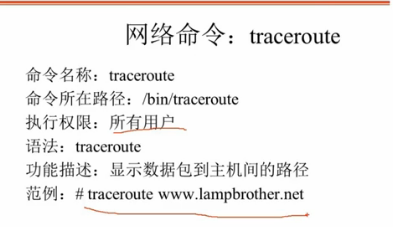 网络命令：traceroute
命令名称：traceroute
命令所在路径：/bin/traceroute
执行权限：所有用户
语法：traceroute
功能描述：显示数据包到主机间的路径
范例：# traceroute www.lampbrother.net